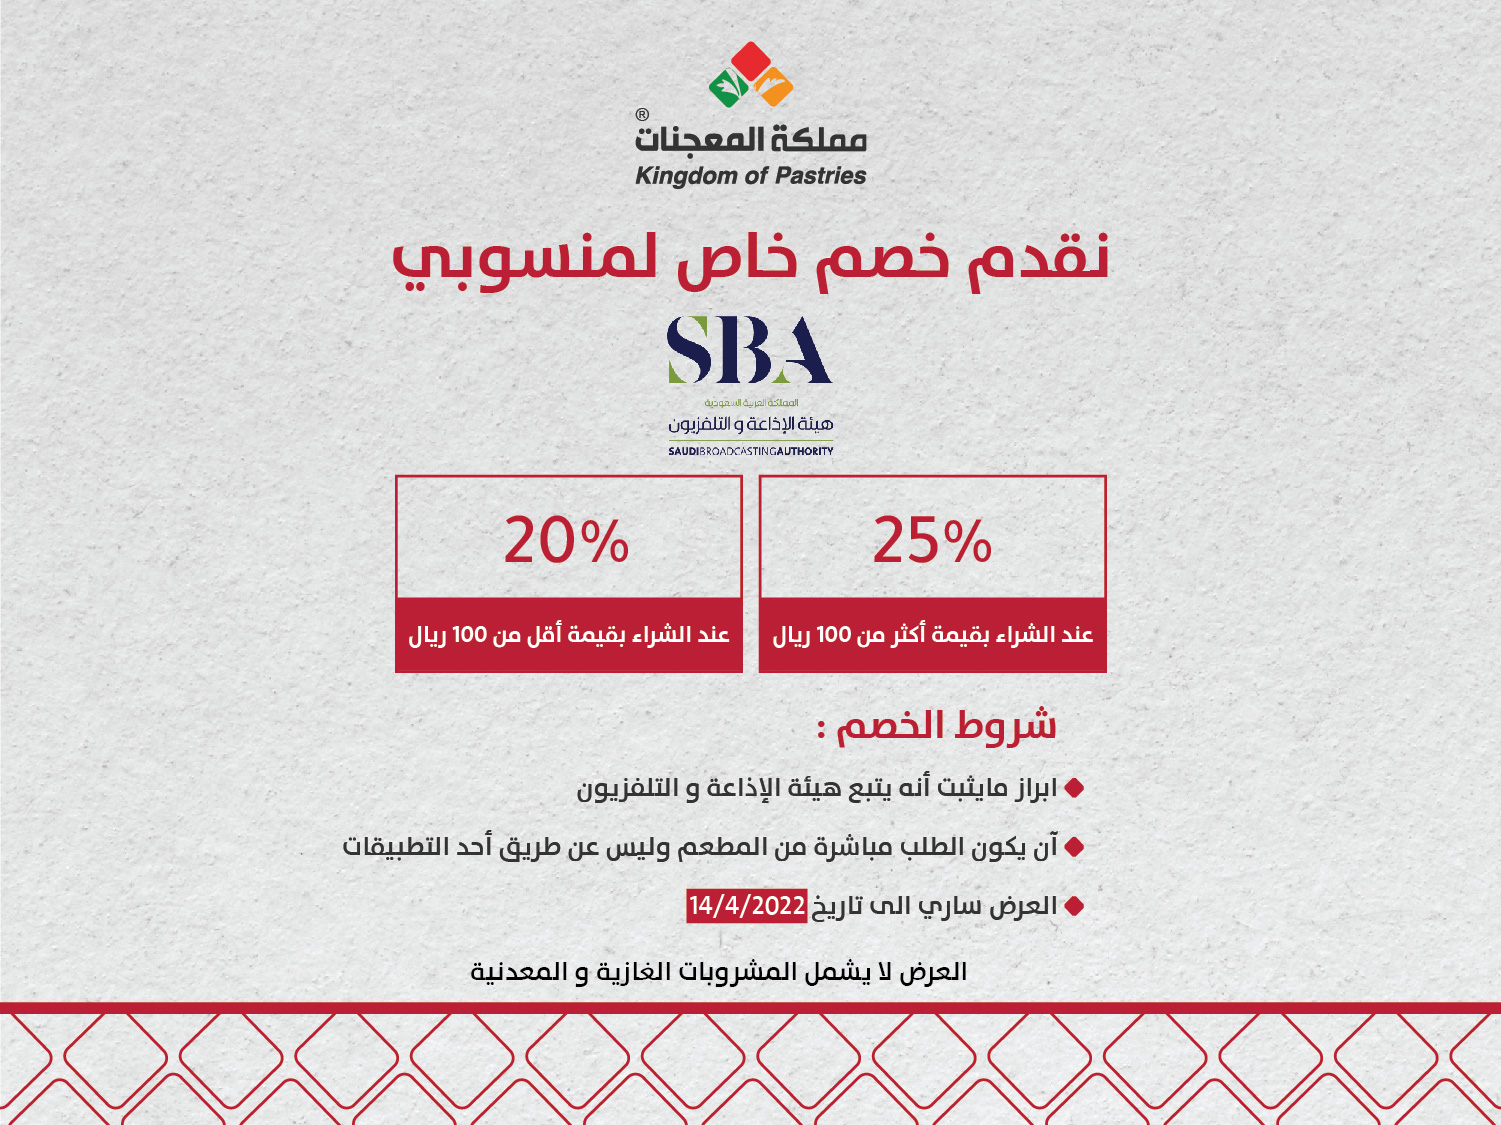 ®
مملكة المعجنات
Kingdom of Pastries
نقدم خصم خاص لمنسوبي
SBA
المملكة العربية السعودية
هيئة الإذاعة و التلفزيون
SAUDIBROADCASTINGAUTHORITY
25%
عند الشراء بقيمة أكثر من 100 ريال
20%
عند الشراء بقيمة أقل من 100 ريال
شروط الخصم :
ابراز مايثبت أنه يتبع هيئة الإذاعة و التلفزيون
آن يكون الطلب مباشرة من المطعم وليس عن طريق أحد التطبيقات
العرض ساري الى تاريخ 14/4/2022
العرض لا يشمل المشروبات الغازية و المعدنية